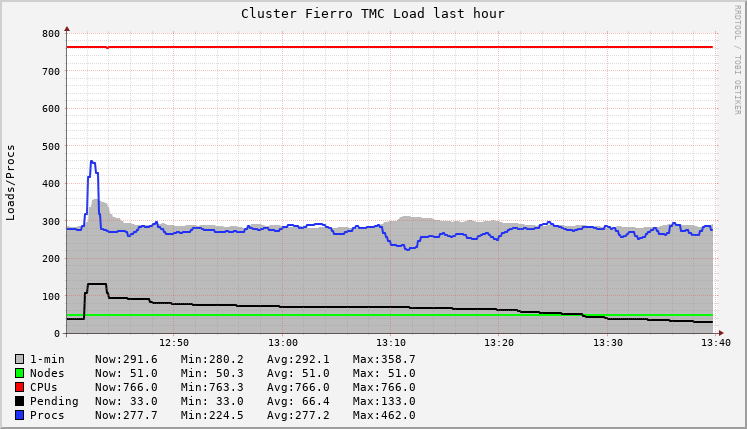 Cluster Fierro TMC Load last hour
RRDTOOL / TOBI OETIKER
Loads/Procs
800
700
600
500
400
300
200
100
0
12:50 13:00 13:10 13:20 13:30 13:40
1-min Now:291.6 Min:280.2 Avg:292.1 Max:358.7
Nodes Now: 51.0 Min: 50.3 Avg: 51.0 Max: 51.0
CPUs Now:766.0 Min:763.3 Avg:766.0 Max:766.0
Pending Now: 33.0 Min: 33.0 Avg: 66.4 Max:133.0
Procs Now:277.7 Min:224.5 Avg:277.2 Max:462.0